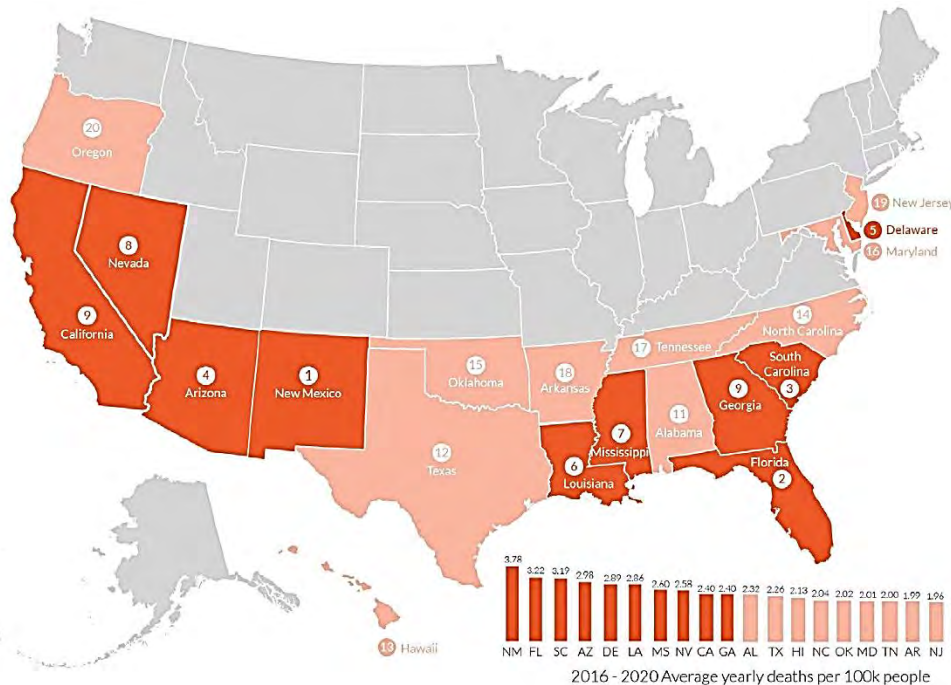 20
Oregon
19 New Jersey
5 Delaware
16 Maryland
8
Nevada
9
California
14
North Carolina
17 Tennessee
15
Oklahoma
18
Arkansas
South
Carolina
3
4
Arizona
1
New Mexico
9
Georgia
11
Alabama
7
Mississippi
12
Texas
6
Louisiana
Florida
2
13 Hawaii
3.78 3.22 3.19 2.98 2.89 2.86 2.60 2.58 2.40 2.40 2.32 2.26 2.13 2.04 2.02 2.01 2.00 1.99 1.96
NM FL SC AZ DE LA MS NV CA GA AL TX HI NC OK MD TN AR NJ
2016 - 2020 Average yearly deaths per 100k people